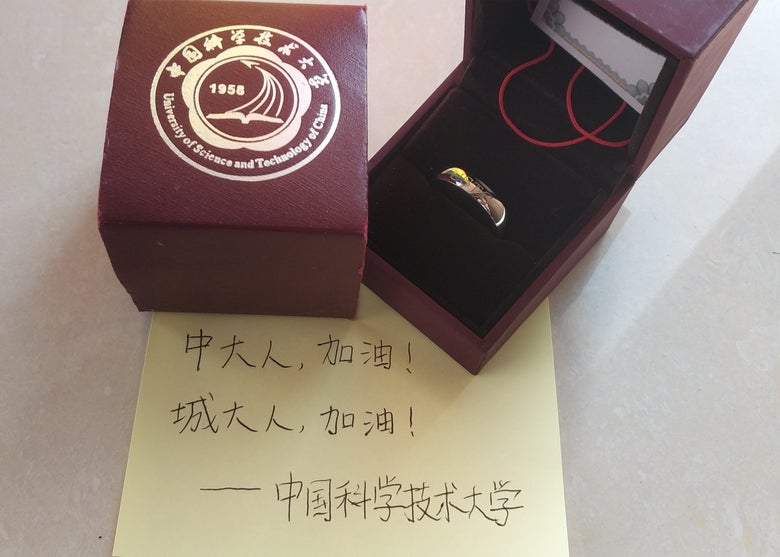 中国科学技术大学
1958
University of Science and Technology of China
中大人，加油！
城大人，加油！
——中国科学技术大学